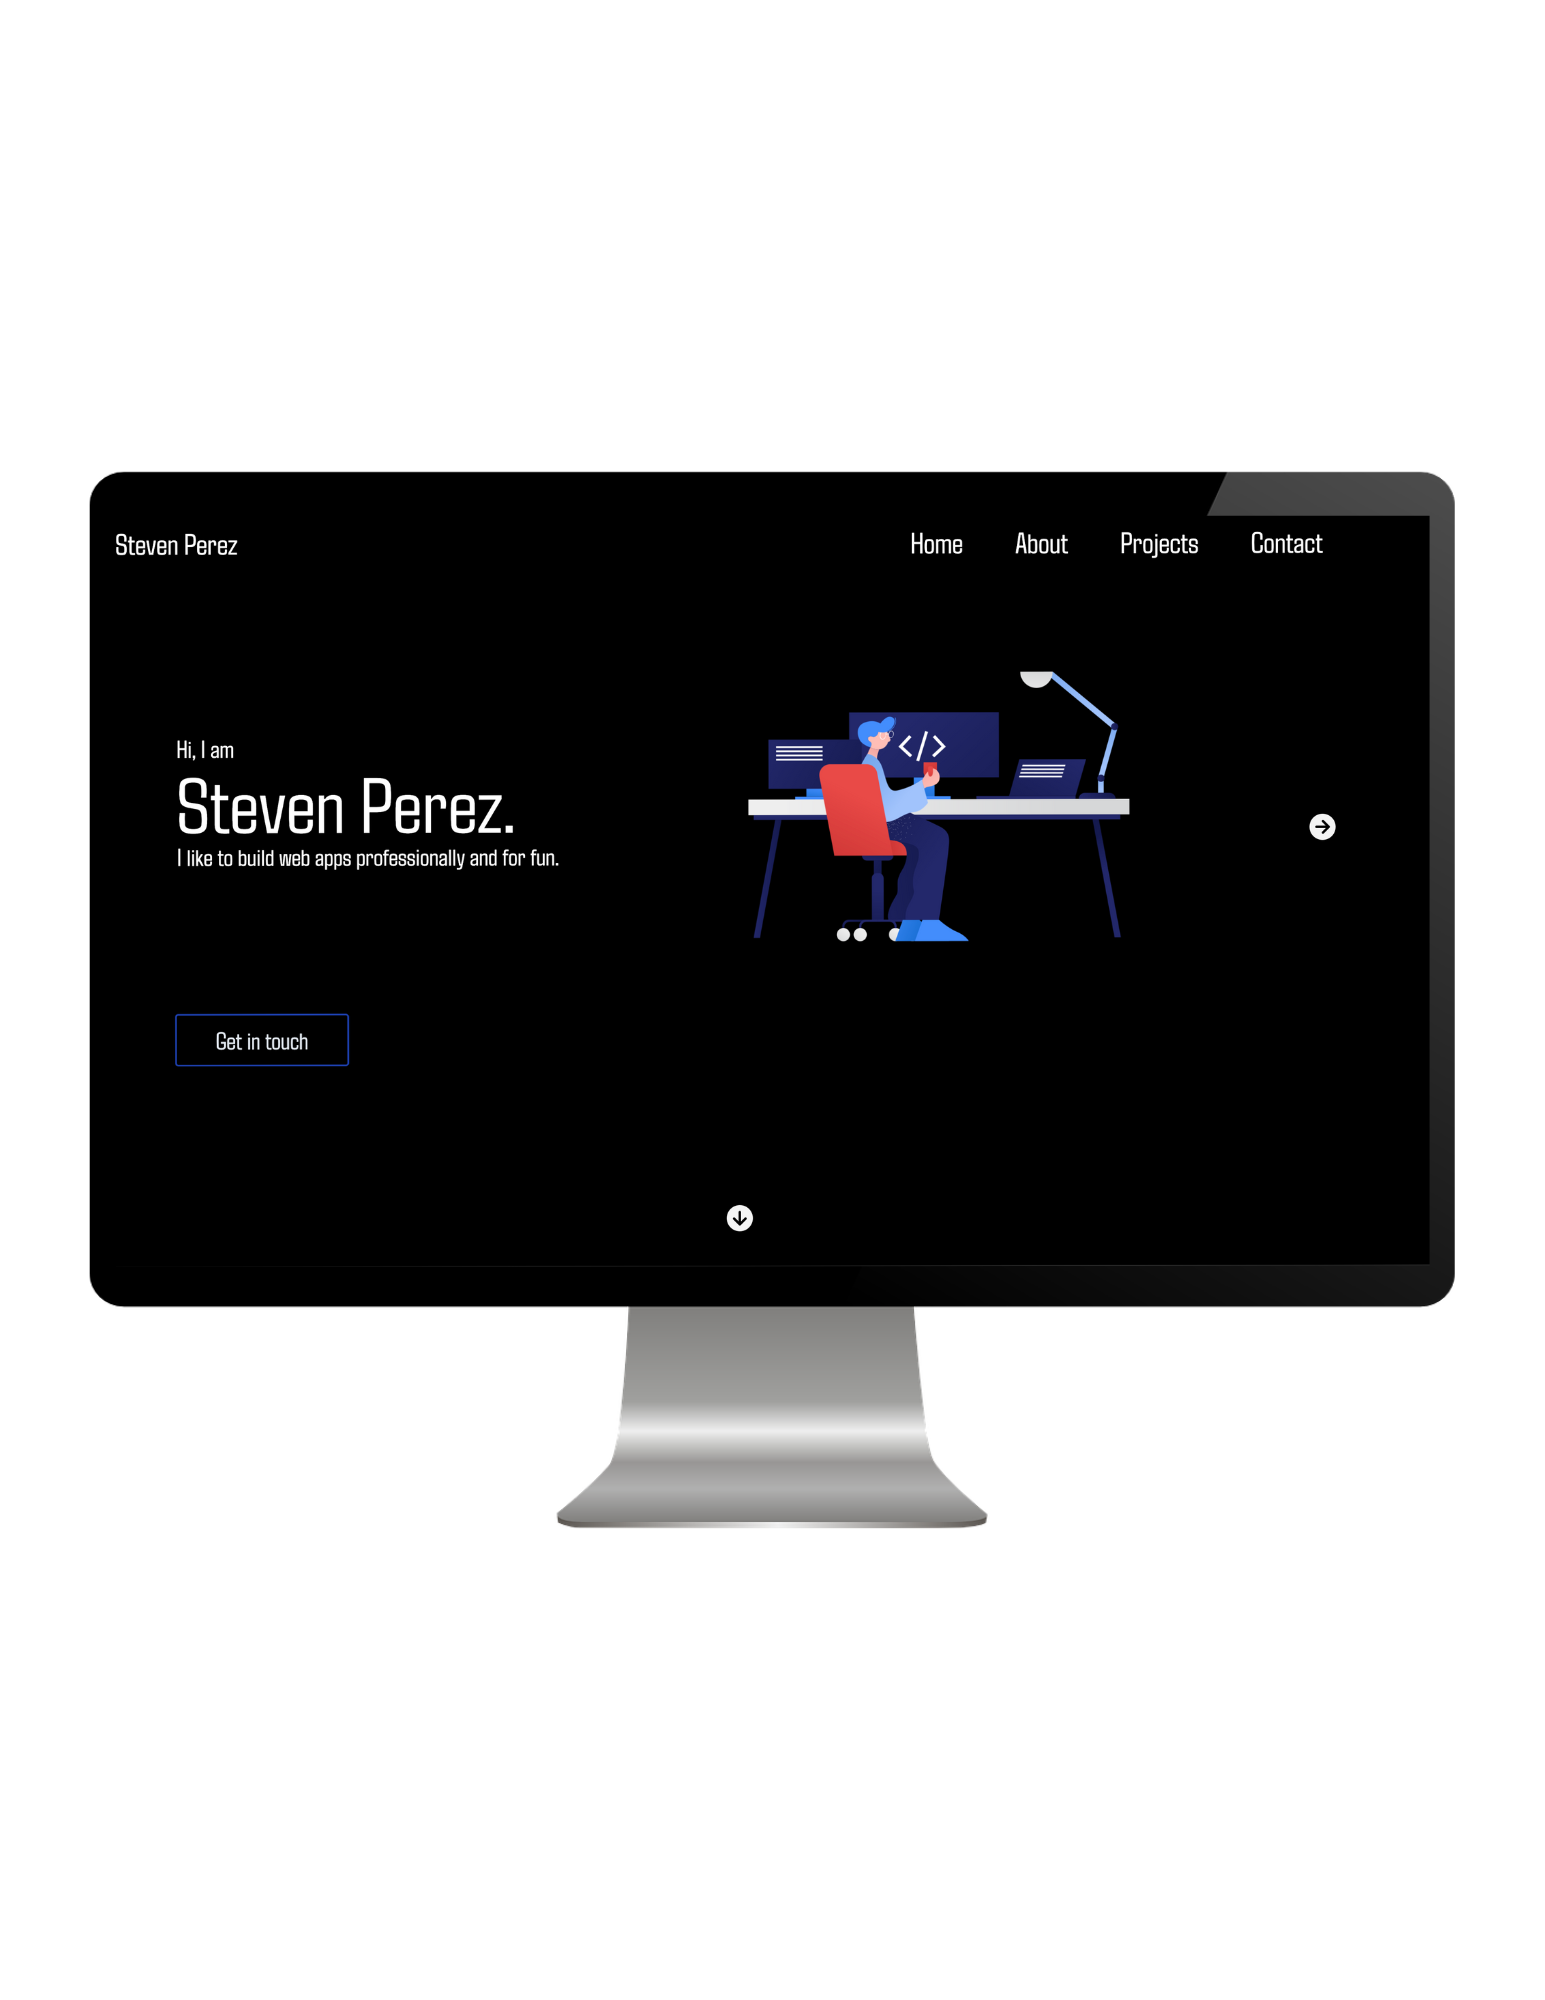 Steven Perez
Home About Projects Contact
Hi, I am
Steven Perez.
I like to build web apps professionally and for fun.
</>
Get in touch